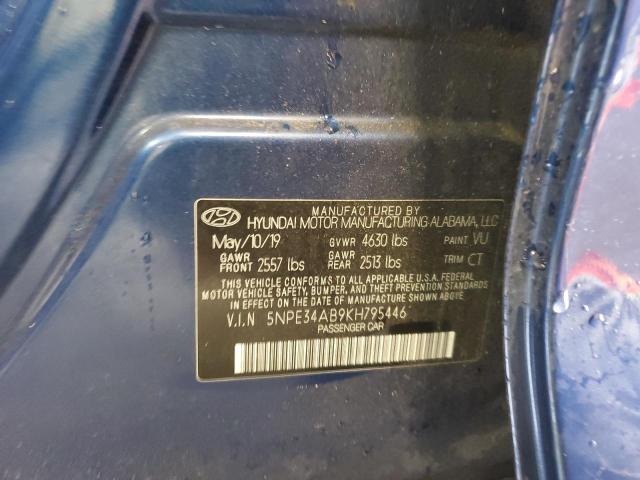 MANUFACTURED BY
HYUNDAI MOTOR MANUFACTURING ALABAMA, LLC
May/10/19 GVWR 4630 lbs PAINT VU
GAWR FRONT 2557 lbs GAWR REAR 2513 lbs TRIM CT
THIS VEHICLE CONFORMS TO ALL APPLICABLE U.S.A. FEDERAL
MOTOR VEHICLE SAFETY, BUMPER, AND THEFT PREVENTION
STANDARDS IN EFFECT ON THE
DATE OF MANUFACTURE SHOWN ABOVE.
V.I.N 5NPE34AB9KH795446
PASSENGER CAR